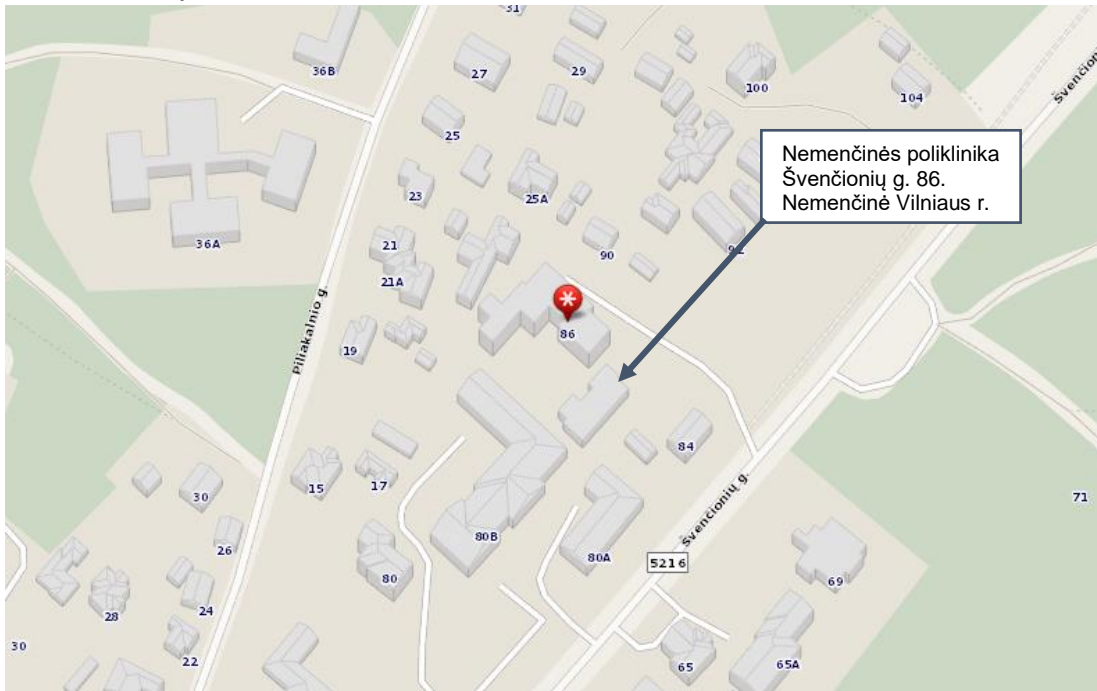 31
36B
27
29
100
104
Švenčioni
25
Nemenčinės poliklinika
Švenčionių g. 86.
Nemenčinė Vilniaus r.
23
25A
36A
21
90
21A
Piliakalnio g.
86
19
84
15
17
30
71
Švenčionių g.
26
80B
80A
5216
80
69
28
24
30
22
65
65A